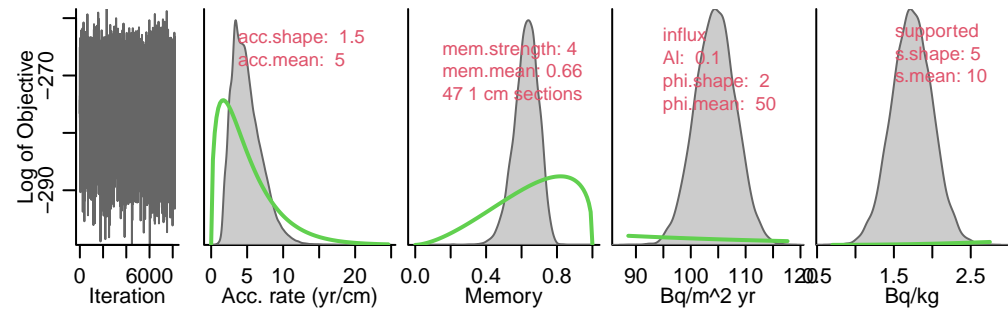 Log of Objective
−290
−270
0
6000
Iteration
acc.shape: 1.5
acc.mean: 5
0
5
10
20
Acc. rate (yr/cm)
mem.strength: 4
mem.mean: 0.66
47 1 cm sections
0.0
0.4
0.8
Memory
influx
Al: 0.1
phi.shape: 2
phi.mean: 50
90
100
110
120
Bq/m^2 yr
supported
s.shape: 5
s.mean: 10
0.5
1.5
2.5
Bq/kg